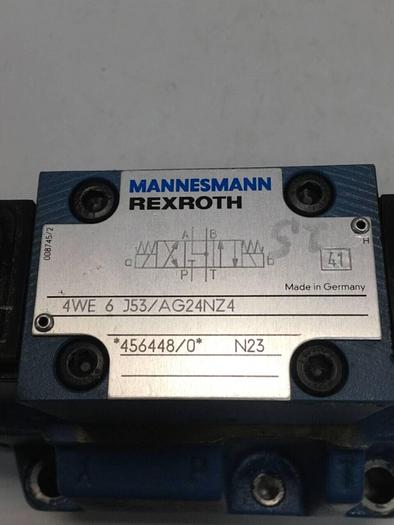 MANNESMANN
REXROTH
008745/2
A B
a b
P T
H
41
Made in Germany
4WE 6 J53/AG24NZ4
*456448/0* N23
X